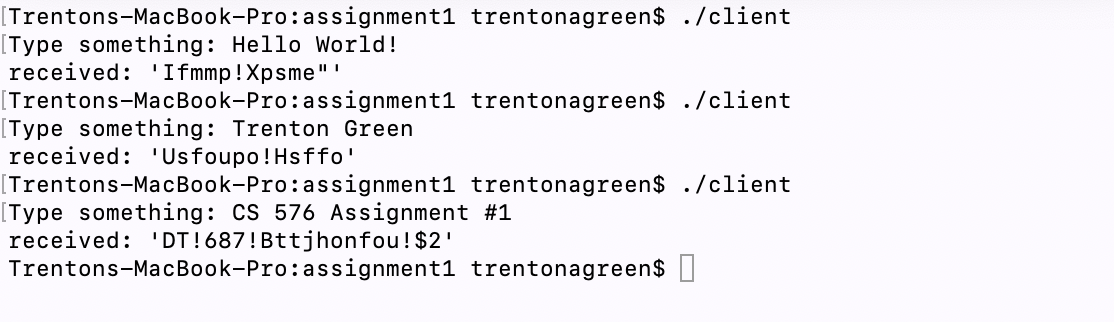 [Trentons-MacBook-Pro:assignment1 trentonagreen$ ./client
[Type something: Hello World!
received: 'Ifmmp!Xpsme"'
[Trentons-MacBook-Pro:assignment1 trentonagreen$ ./client
[Type something: Trenton Green
received: 'Usfoupo!Hsffo'
[Trentons-MacBook-Pro:assignment1 trentonagreen$ ./client
[Type something: CS 576 Assignment #1
received: 'DT!687!Bttjhonfou!$2'
Trentons-MacBook-Pro:assignment1 trentonagreen$